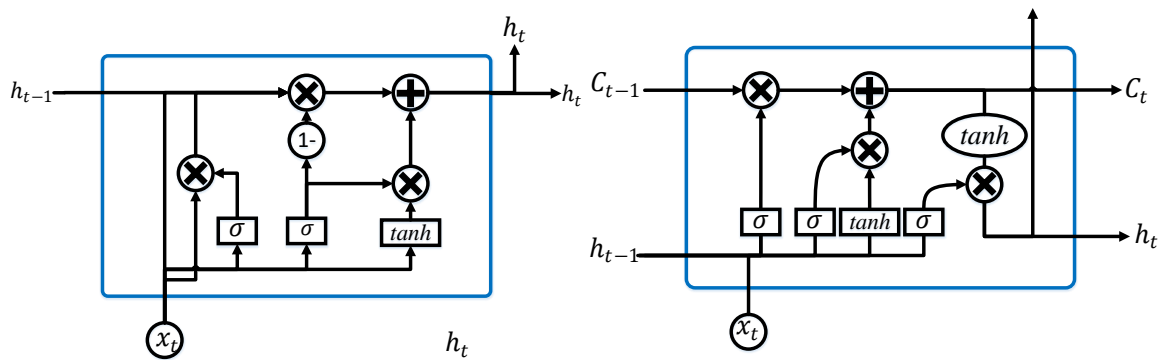 h_t
h_{t-1}
h_t
1-
σ
σ
tanh
x_t
h_t
C_{t-1}
C_t
tanh
σ
σ
tanh
σ
h_{t-1}
h_t
x_t